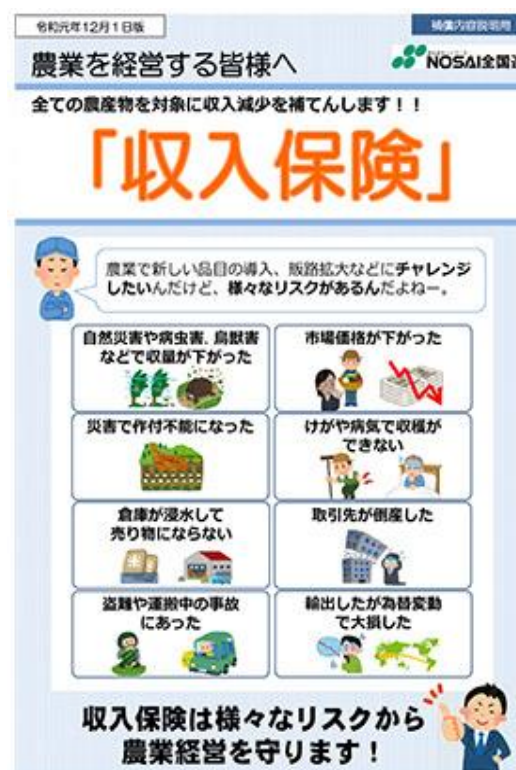 令和元年12月1日版
補償内容説明用
農業を経営する皆様へ
NOSAI全国
全ての農産物を対象に収入減少を補てんします！！
「収入保険」
農業で新しい品目の導入、販路拡大などにチャレンジ
したいんだけど、様々なリスクがあるんだよねー。
自然災害や病虫害、鳥獣害
などで収量が下がった
市場価格が下がった
災害で作付不能になった
けがや病気で収穫が
できない
倉庫が浸水して
売り物にならない
取引先が倒産した
盗難や運搬中の事故
にあった
輸出したが為替変動
で大損した
収入保険は様々なリスクから
農業経営を守ります！